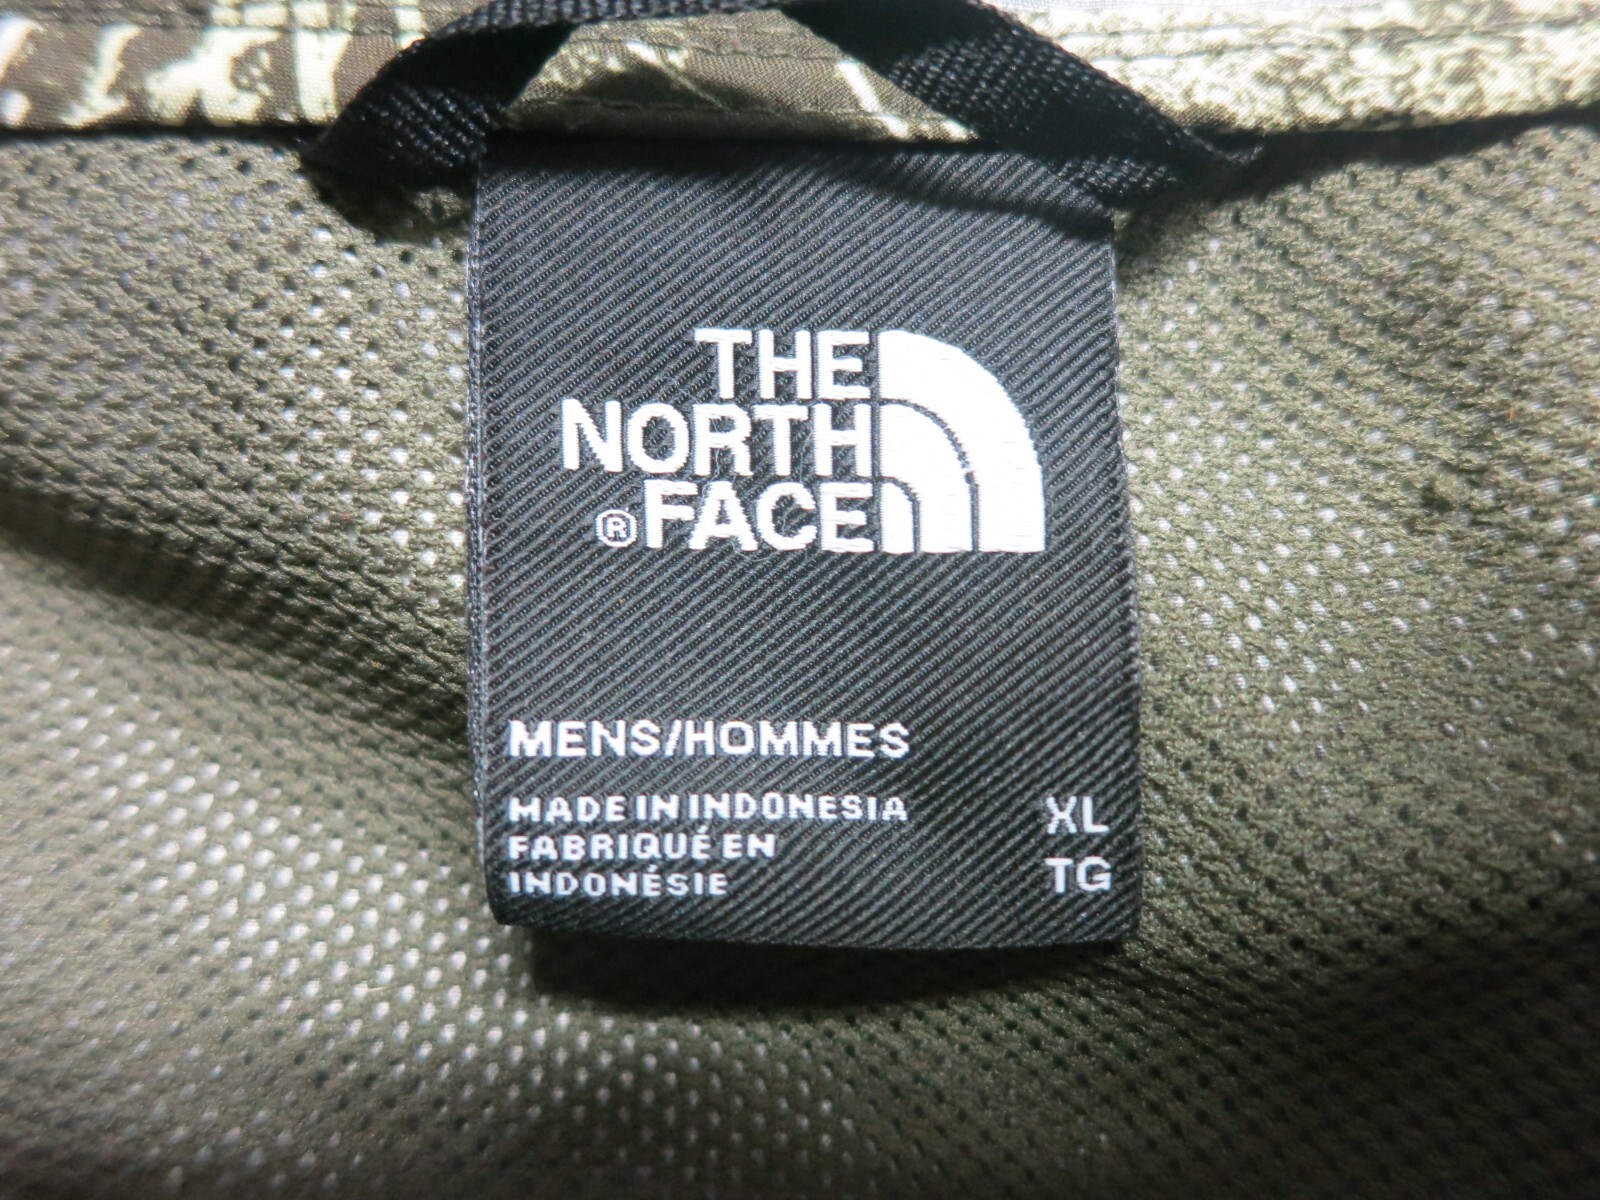 THE
NORTH
®FACE
MENS/HOMMES
MADE IN INDONESIA XL
FABRIQUÉ EN
INDONÉSIE TG